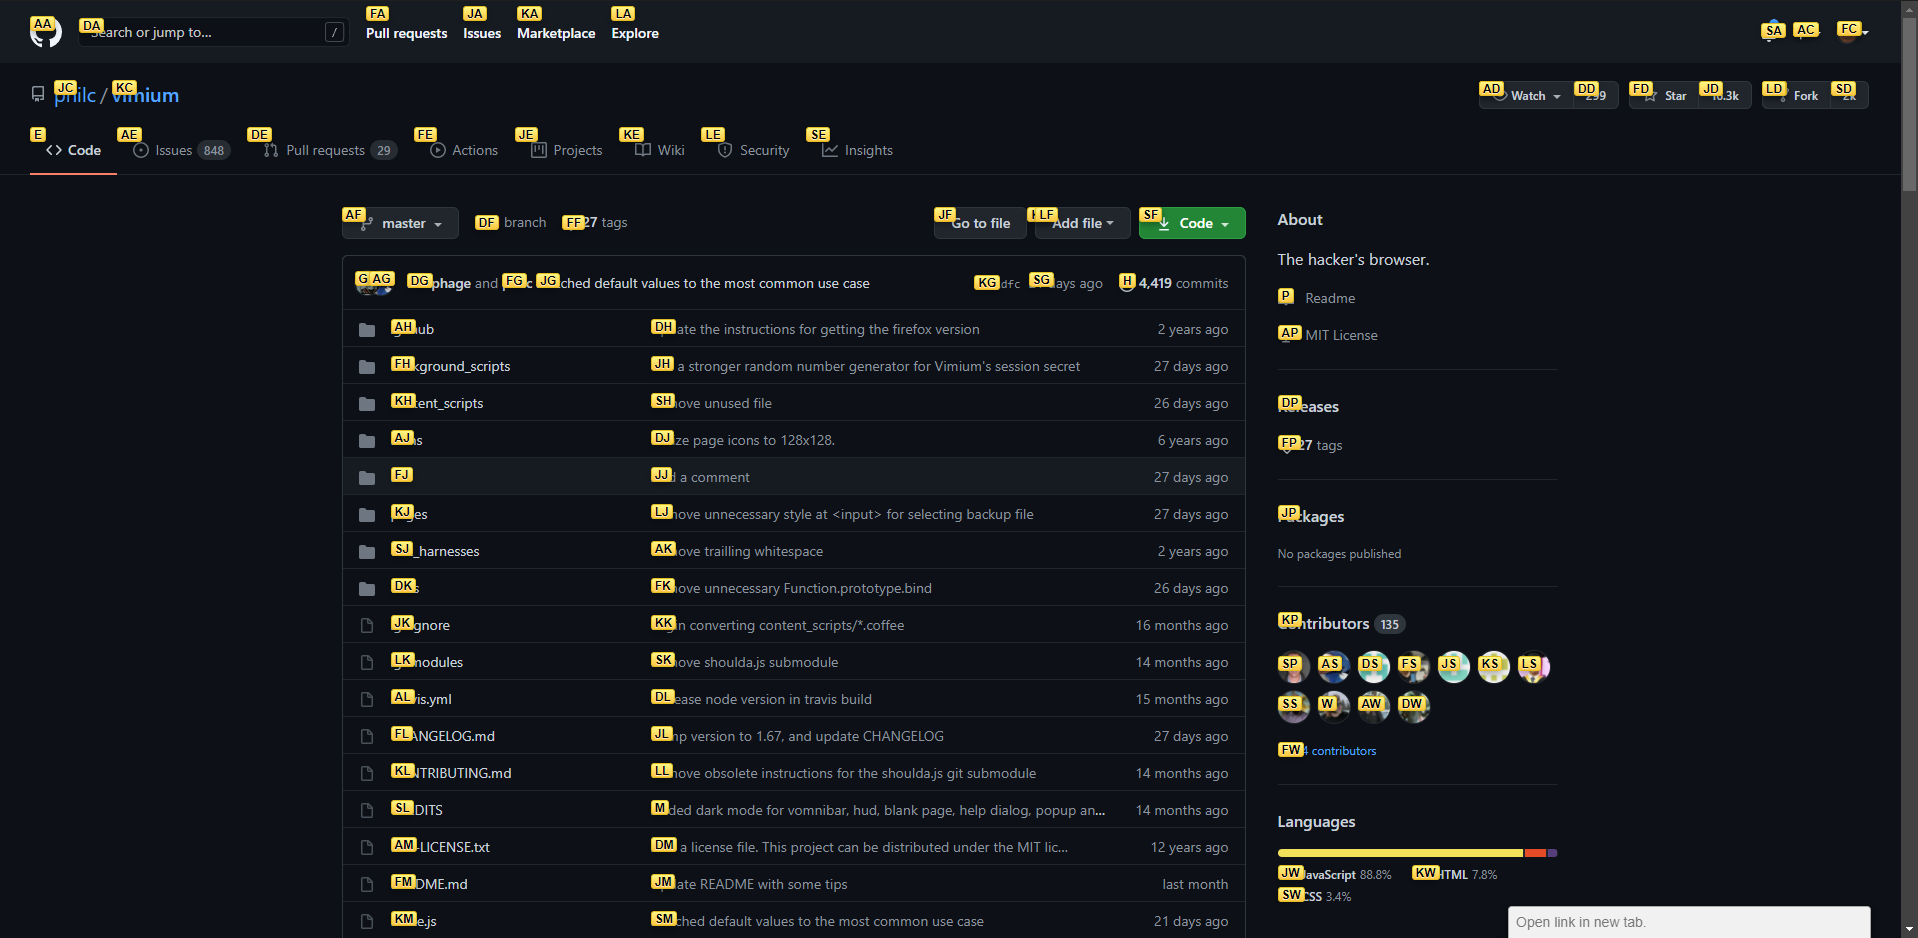 AA DA Search or jump to... / FA Pull requests JA Issues KA Marketplace LA Explore SA AC FC
JC philc / KC vimium AD Watch DD 299 FD Star JD 16.3k LD Fork SD 2k
E Code AE Issues 848 DE Pull requests 29 FE Actions JE Projects KE Wiki LE Security SE Insights
AF master DF branch FF 27 tags JF Go to file LF Add file SF Code
G AG DG phage and FG JG ched default values to the most common use case KG dfc SG days ago H 4,419 commits
AH ub DH ate the instructions for getting the firefox version 2 years ago
FH kground_scripts JH a stronger random number generator for Vimium's session secret 27 days ago
KH tent_scripts SH ove unused file 26 days ago
AJ s DJ ze page icons to 128x128. 6 years ago
FJ JJ d a comment 27 days ago
KJ pages LJ ove unnecessary style at <input> for selecting backup file 27 days ago
SJ _harnesses AK ove trailling whitespace 2 years ago
DK s FK ove unnecessary Function.prototype.bind 26 days ago
JK gnore KK in converting content_scripts/*.coffee 16 months ago
LK modules SK ove shoulda.js submodule 14 months ago
AL vis.yml DL ease node version in travis build 15 months ago
FL ANGELOG.md JL mp version to 1.67, and update CHANGELOG 27 days ago
KL NTRIBUTING.md LL ove obsolete instructions for the shoulda.js git submodule 14 months ago
SL DITS M ded dark mode for vomnibar, hud, blank page, help dialog, popup an... 14 months ago
AM -LICENSE.txt DM a license file. This project can be distributed under the MIT lic... 12 years ago
FM DME.md JM ate README with some tips last month
KM e.js SM ched default values to the most common use case 21 days ago
About
The hacker's browser.
P Readme
AP MIT License
DP Releases
FP 27 tags
JP Packages
No packages published
KP Contributors 135
SP AS DS FS JS KS LS
SS W AW DW
FW 4 contributors
Languages
JW JavaScript 88.8% KW HTML 7.8%
SW CSS 3.4%
Open link in new tab.